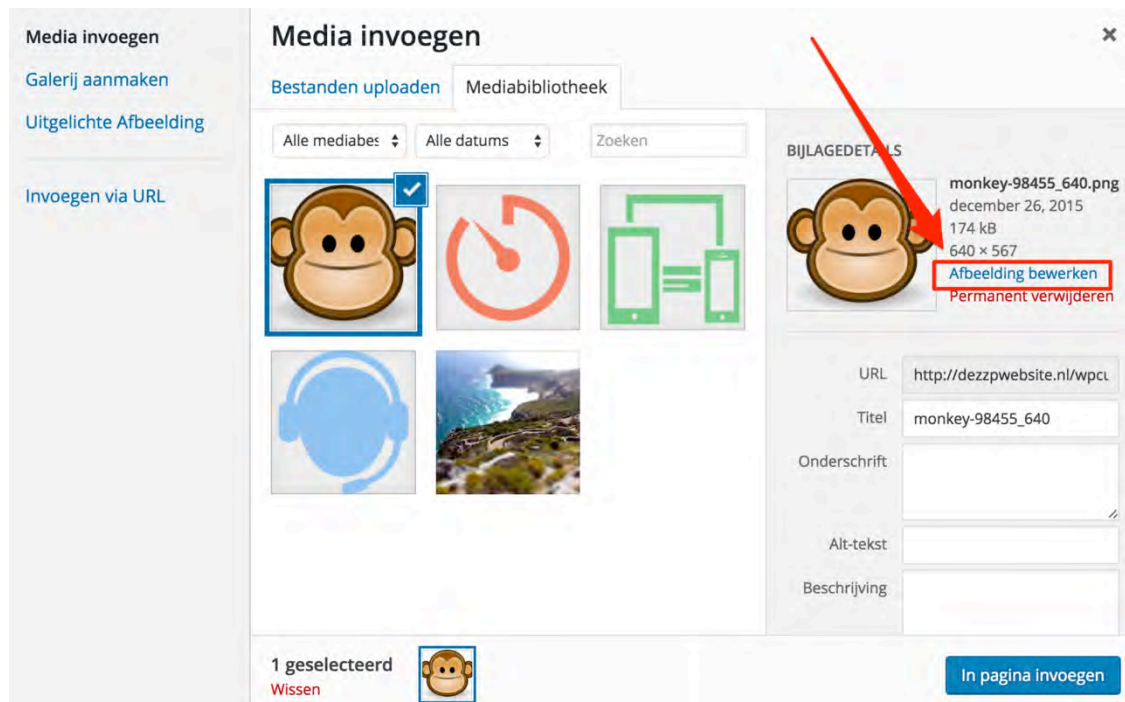 Media invoegen
Galerij aanmaken
Uitgelichte Afbeelding
Invoegen via URL
Media invoegen
Bestanden uploaden Mediabibliotheek
Alle mediabes Alle datums Zoeken
BIJLAGEDETAILS
monkey-98455_640.png
december 26, 2015
174 kB
640 × 567
Afbeelding bewerken
Permanent verwijderen
URL http://dezzpwebsite.nl/wpcu
Titel monkey-98455_640
Onderschrift
Alt-tekst
Beschrijving
1 geselecteerd
Wissen
In pagina invoegen